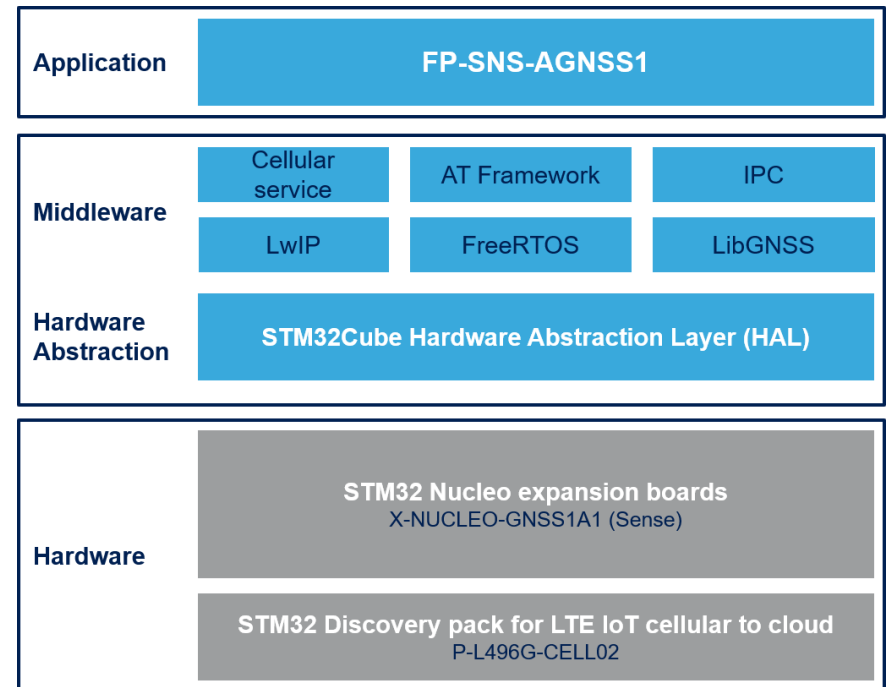 Application
FP-SNS-AGNSS1
Cellular
service
AT Framework
IPC
Middleware
LwIP
FreeRTOS
LibGNSS
Hardware
Abstraction
STM32Cube Hardware Abstraction Layer (HAL)
STM32 Nucleo expansion boards
X-NUCLEO-GNSS1A1 (Sense)
Hardware
STM32 Discovery pack for LTE IoT cellular to cloud
P-L496G-CELL02